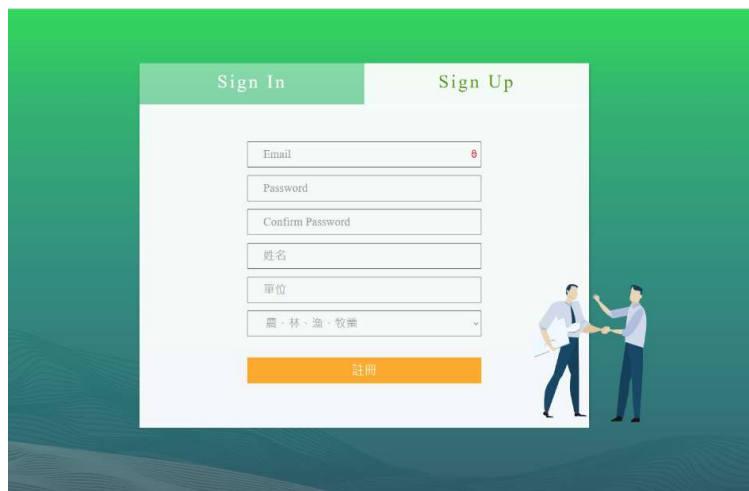 Sign In
Sign Up
Email
Password
Confirm Password
姓名
單位
農、林、漁、牧業
註冊